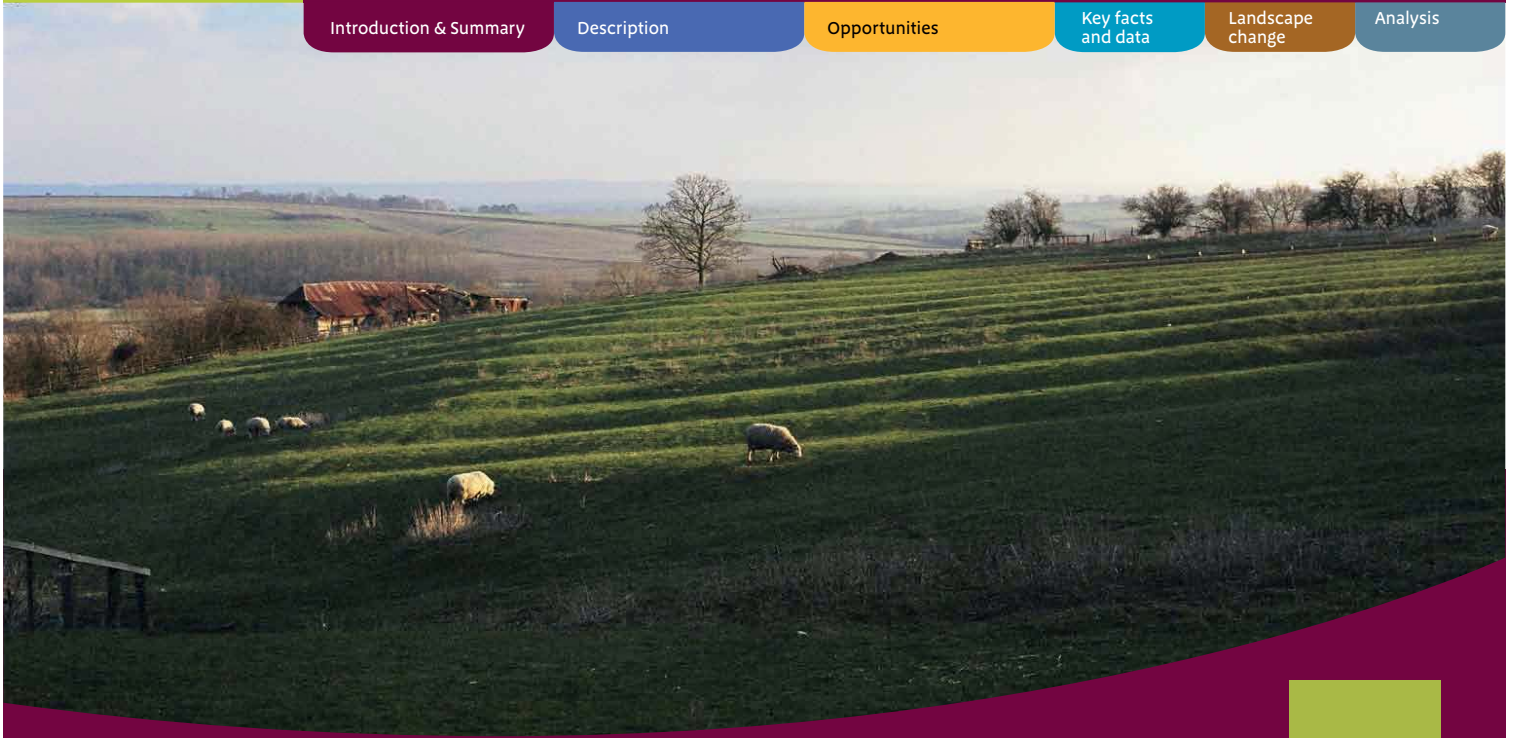 Introduction & Summary
Description
Opportunities
Key facts
and data
Landscape
change
Analysis